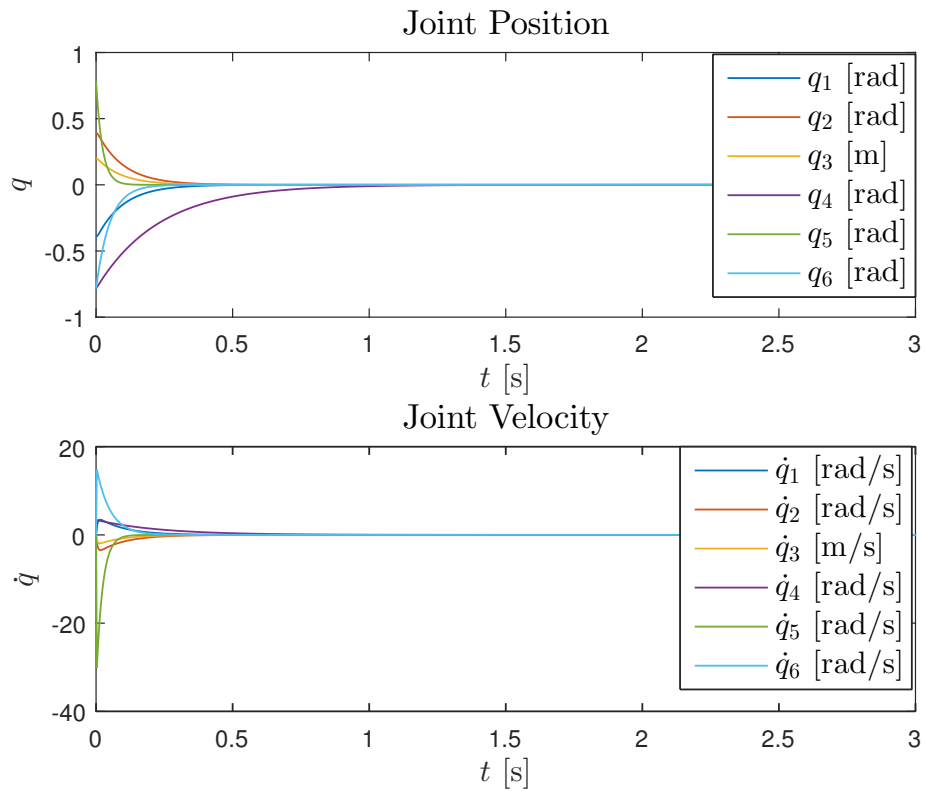 Joint Position
1
0.5
0
-0.5
-1
q
q₁ [rad]
q₂ [rad]
q₃ [m]
q₄ [rad]
q₅ [rad]
q₆ [rad]
0 0.5 1 1.5 2 2.5 3
t [s]
Joint Velocity
20
0
-20
-40
q̇
q̇₁ [rad/s]
q̇₂ [rad/s]
q̇₃ [m/s]
q̇₄ [rad/s]
q̇₅ [rad/s]
q̇₆ [rad/s]
0 0.5 1 1.5 2 2.5 3
t [s]